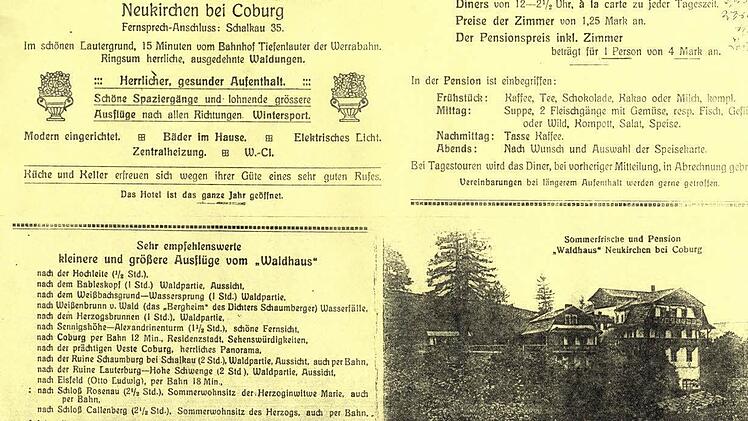 Neukirchen bei Coburg
Fernsprech-Anschluss: Schalkau 35.
Im schönen Lautergrund, 15 Minuten vom Bahnhof Tiefenlauter der Werrabahn.
Ringsum herrliche, ausgedehnte Waldungen.
::: Herrlicher, gesunder Aufenthalt. :::
Schöne Spaziergänge und lohnende grössere
Ausflüge nach allen Richtungen. Wintersport.
Modern eingerichtet. ⊞ Bäder im Hause. ⊞ Elektrisches Licht.
Zentralheizung. ⊞ W.-Cl.
Küche und Keller erfreuen sich wegen ihrer Güte eines sehr guten Rufes.
Das Hotel ist das ganze Jahr geöffnet.
Diners von 12—2½ Uhr, à la carte zu jeder Tageszeit.
Preise der Zimmer von 1,25 Mark an.
Der Pensionspreis inkl. Zimmer
beträgt für 1 Person von 4 Mark an.
In der Pension ist einbegriffen:
Frühstück: Kaffee, Tee, Schokolade, Kakao oder Milch, kompl.
Mittag: Suppe, 2 Fleischgänge mit Gemüse, resp. Fisch, Gefl
oder Wild, Kompott, Salat, Speise.
Nachmittag: Tasse Kaffee.
Abends: Nach Wunsch und Auswahl der Speisekarte.
Bei Tagestouren wird das Diner, bei vorheriger Mitteilung, in Abrechnung gebr
Vereinbarungen bei längerem Aufenthalt werden gerne getroffen.
Sehr empfehlenswerte
kleinere und größere Ausflüge vom „Waldhaus"
nach der Hochleite (½ Std.),
nach dem Bableskopf (1 Std.) Waldpartie, Aussicht,
nach dem Weißbachsgrund—Wassersprung (1 Std) Waldpartie,
nach Weißenbrunn v. Wald (das „Bergheim" des Dichters Schaumberger) Wasserfälle,
nach dem Herzogsbrunnen (1 Std.), Waldpartie,
nach Sennigshöhe—Alexandrinenturm (1½ Std.), schöne Fernsicht,
nach Coburg per Bahn 12 Min., Residenzstadt, Sehenswürdigkeiten,
nach der prächtigen Veste Coburg, herrliches Panorama,
nach der Ruine Schaumburg bei Schalkau (2 Std.), Waldpartie, Aussicht, auch per Bahn,
nach der Ruine Lauterburg—Hohe Schwenge (2 Std), Waldpartie, Aussicht,
nach Eisfeld (Otto Ludwig), per Bahn 18 Min.,
nach Schloß Rosenau (2½ Std.), Sommerwohnsitz der Herzoginwitwe Marie, auch
per Bahn,
nach Schloß Callenberg (2½ Std.), Sommerwohnsitz des Herzogs, auch per Bahn,
Sommerfrische und Pension
„Waldhaus" Neukirchen bei Coburg